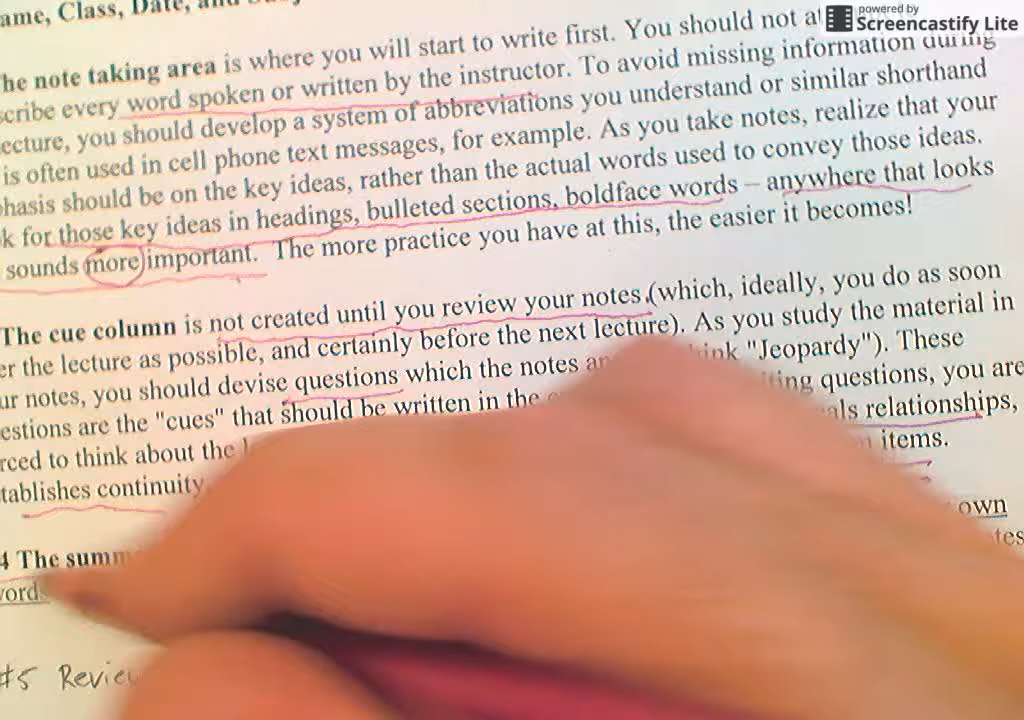 ame, Class, Date, and
powered by
Screencastify Lite
he note taking area is where you will start to write first. You should not
scribe every word spoken or written by the instructor. To avoid missing information during
ecture, you should develop a system of abbreviations you understand or similar shorthand
is often used in cell phone text messages, for example. As you take notes, realize that your
phasis should be on the key ideas, rather than the actual words used to convey those ideas.
k for those key ideas in headings, bulleted sections, boldface words – anywhere that looks
sounds more important. The more practice you have at this, the easier it becomes!
The cue column is not created until you review your notes (which, ideally, you do as soon
er the lecture as possible, and certainly before the next lecture). As you study the material in
ur notes, you should devise questions which the notes ink "Jeopardy"). These
estions are the "cues" that should be written in the ting questions, you are
rced to think about the als relationships,
tablishes continuity items.
4 The summ own
words tes
#5 Review